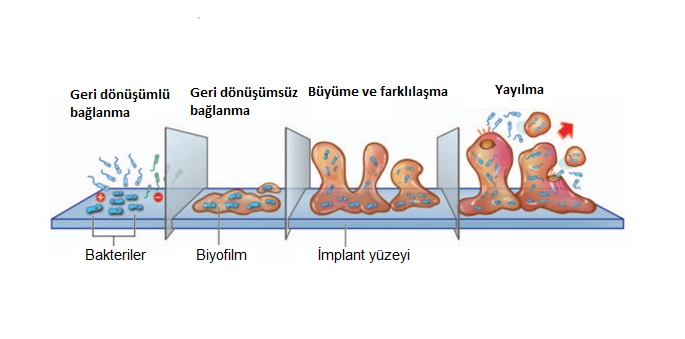 Geri dönüşümlü
bağlanma
Geri dönüşümsüz
bağlanma
Büyüme ve farklılaşma
Yayılma
Bakteriler
Biyofilm
İmplant yüzeyi